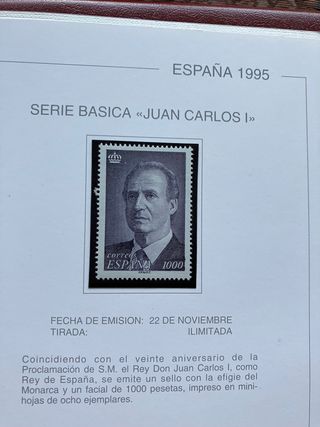 ESPAÑA 1995
SERIE BASICA «JUAN CARLOS I»
correos
ESPAÑA
1000
FECHA DE EMISION: 22 DE NOVIEMBRE
TIRADA: ILIMITADA
Coincidiendo con el veinte aniversario de la
Proclamación de S.M. el Rey Don Juan Carlos I, como
Rey de España, se emite un sello con la efigie del
Monarca y un facial de 1000 pesetas, impreso en mini-
hojas de ocho ejemplares.